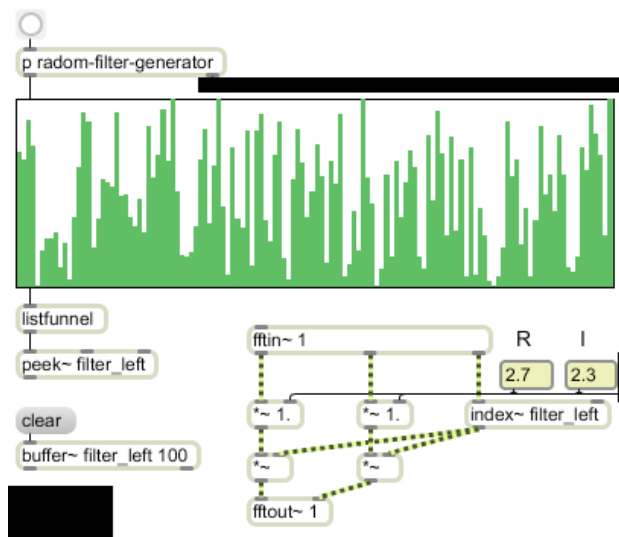 p radom-filter-generator
listfunnel
peek~ filter_left
clear
buffer~ filter_left 100
fftin~ 1
R I
2.7 2.3
*~ 1. *~ 1. index~ filter_left
*~ *~
fftout~ 1